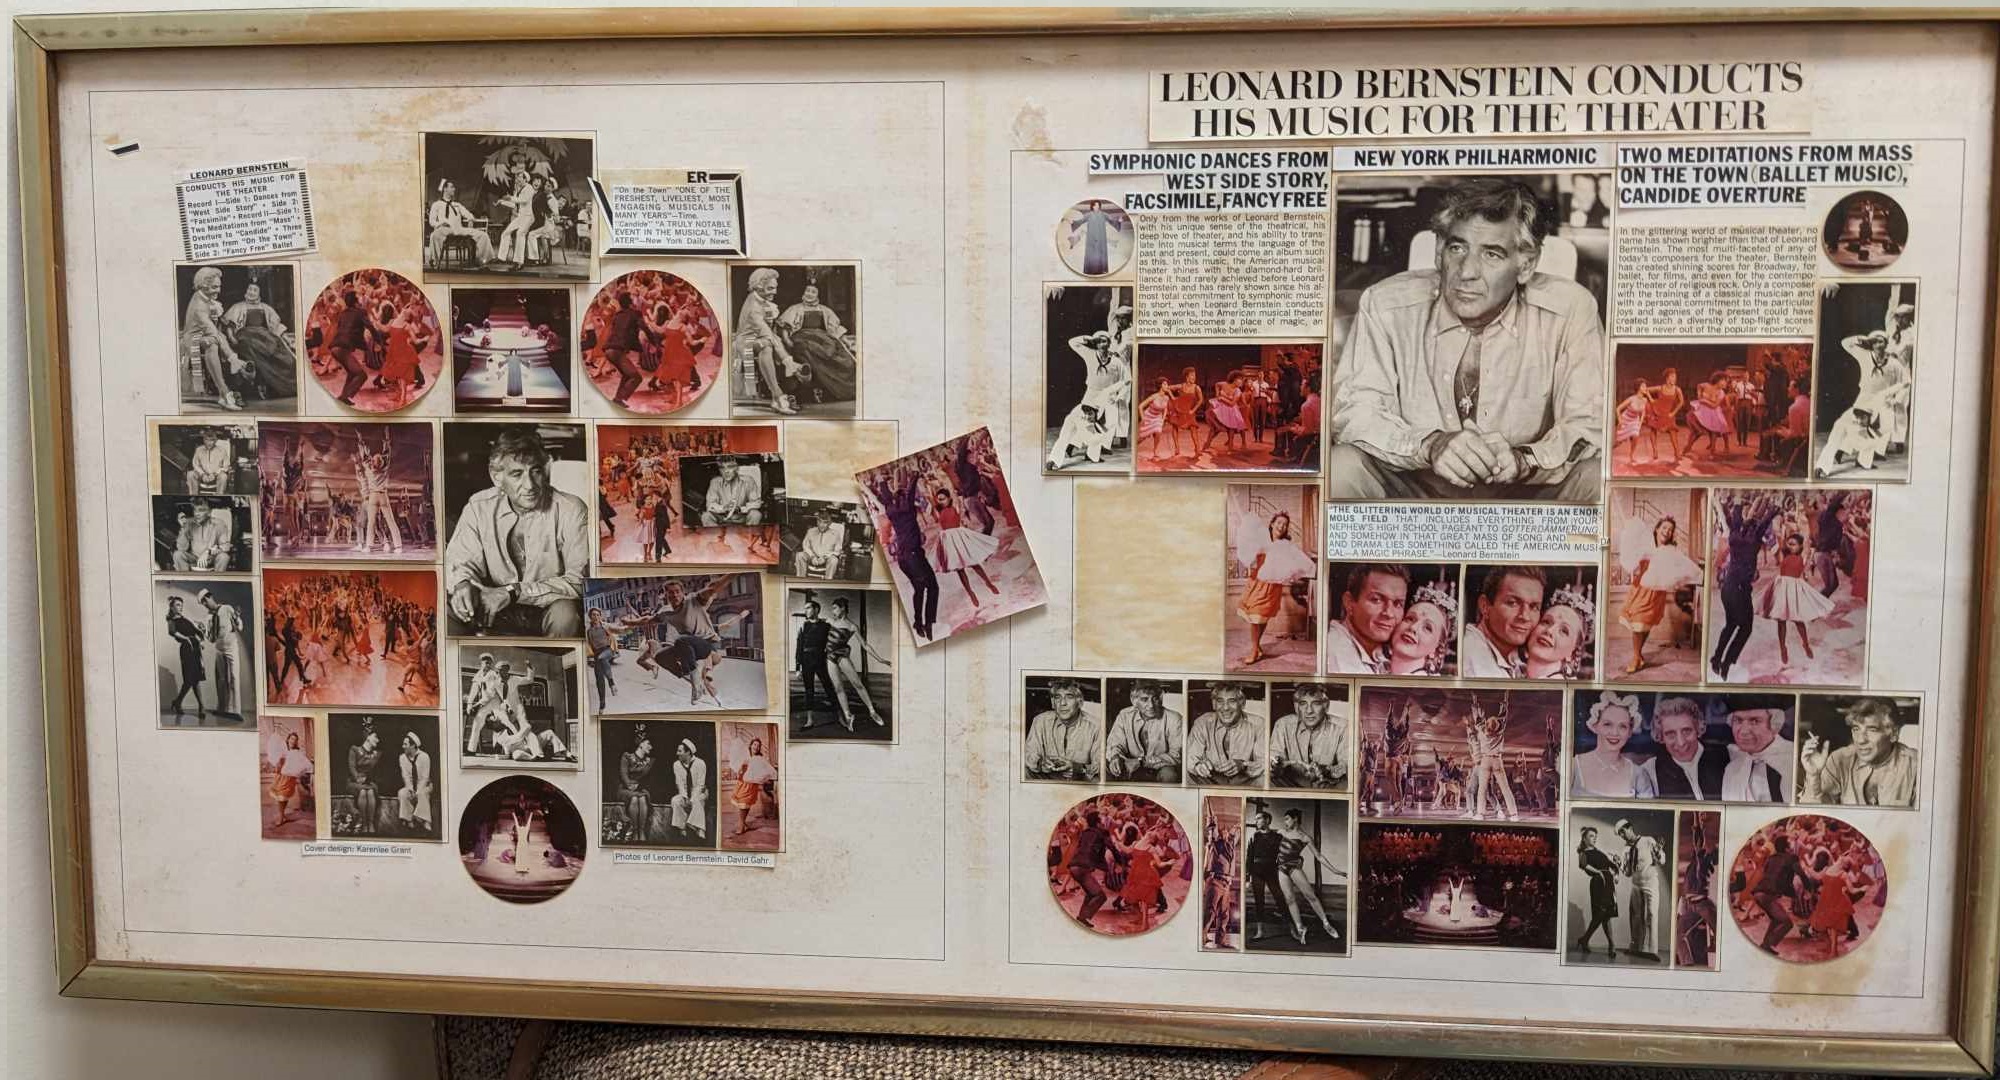 LEONARD BERNSTEIN
CONDUCTS HIS MUSIC FOR
THE THEATER
Record I—Side 1: Dances from
"West Side Story" • Side 2:
"Facsimile" • Record II—Side 1:
Two Meditations from "Mass" •
Overture to "Candide" • Three
Dances from "On the Town" •
Side 2: "Fancy Free" Ballet
ER
"On the Town" "ONE OF THE
FRESHEST, LIVELIEST, MOST
ENGAGING MUSICALS IN
MANY YEARS"—Time.
"Candide" "A TRULY NOTABLE
EVENT IN THE MUSICAL THE-
ATER"—New York Daily News.
Cover design: Karenlee Grant
Photos of Leonard Bernstein: David Gahr
LEONARD BERNSTEIN CONDUCTS
HIS MUSIC FOR THE THEATER
SYMPHONIC DANCES FROM
WEST SIDE STORY,
FACSIMILE, FANCY FREE
Only from the works of Leonard Bernstein,
with his unique sense of the theatrical, his
deep love of theater, and his ability to trans-
late into musical terms the language of the
past and present, could come an album such
as this. In this music, the American musical
theater shines with the diamond-hard bril-
liance it had rarely achieved before Leonard
Bernstein and has rarely shown since his al-
most total commitment to symphonic music.
In short, when Leonard Bernstein conducts
his own works, the American musical theater
once again becomes a place of magic, an
arena of joyous make-believe.
NEW YORK PHILHARMONIC
"THE GLITTERING WORLD OF MUSICAL THEATER IS AN ENOR-
MOUS FIELD THAT INCLUDES EVERYTHING FROM YOUR
NEPHEW'S HIGH SCHOOL PAGEANT TO GÖTTERDÄMMERUNG,
AND SOMEHOW IN THAT GREAT MASS OF SONG AND
AND DRAMA LIES SOMETHING CALLED THE AMERICAN MUSI-
CAL—A MAGIC PHRASE."—Leonard Bernstein
TWO MEDITATIONS FROM MASS
ON THE TOWN (BALLET MUSIC),
CANDIDE OVERTURE
In the glittering world of musical theater, no
name has shown brighter than that of Leonard
Bernstein. The most multi-faceted of any of
today's composers for the theater, Bernstein
has created shining scores for Broadway, for
ballet, for films, and even for a contempo-
rary theater of religious rock. Only a composer
with the training of a classical musician and
with a personal commitment to the particular
joys and agonies of the present could have
created such a diversity of top-flight scores
that are never out of the popular repertory.